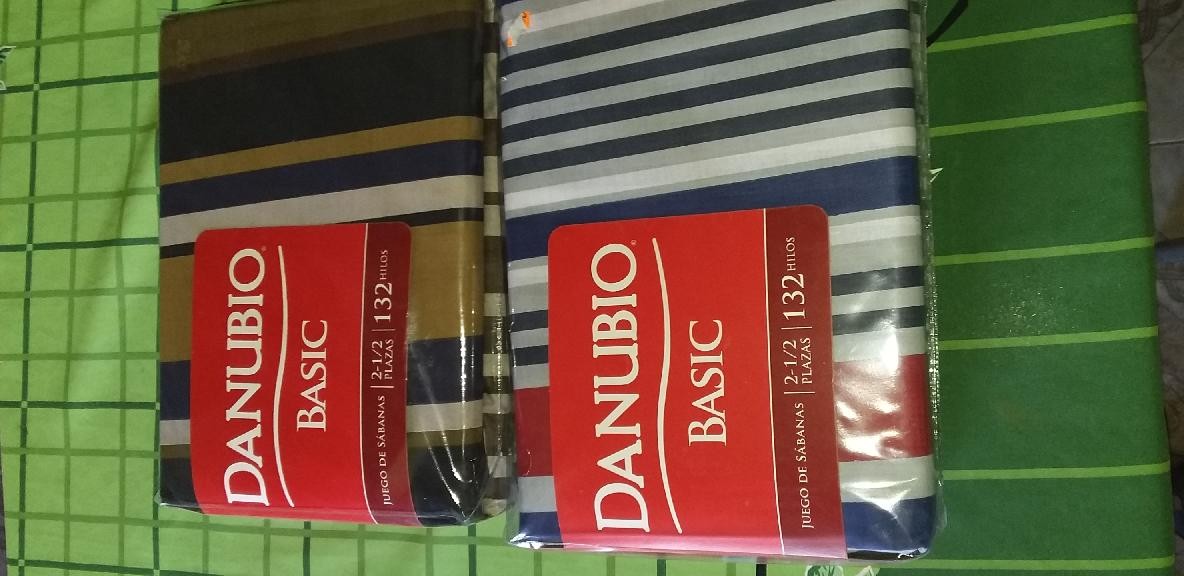 DANUBIO®
BASIC
JUEGO DE SÁBANAS | 2-1/2 PLAZAS | 132 HILOS
DANUBIO®
BASIC
JUEGO DE SÁBANAS | 2-1/2 PLAZAS | 132 HILOS